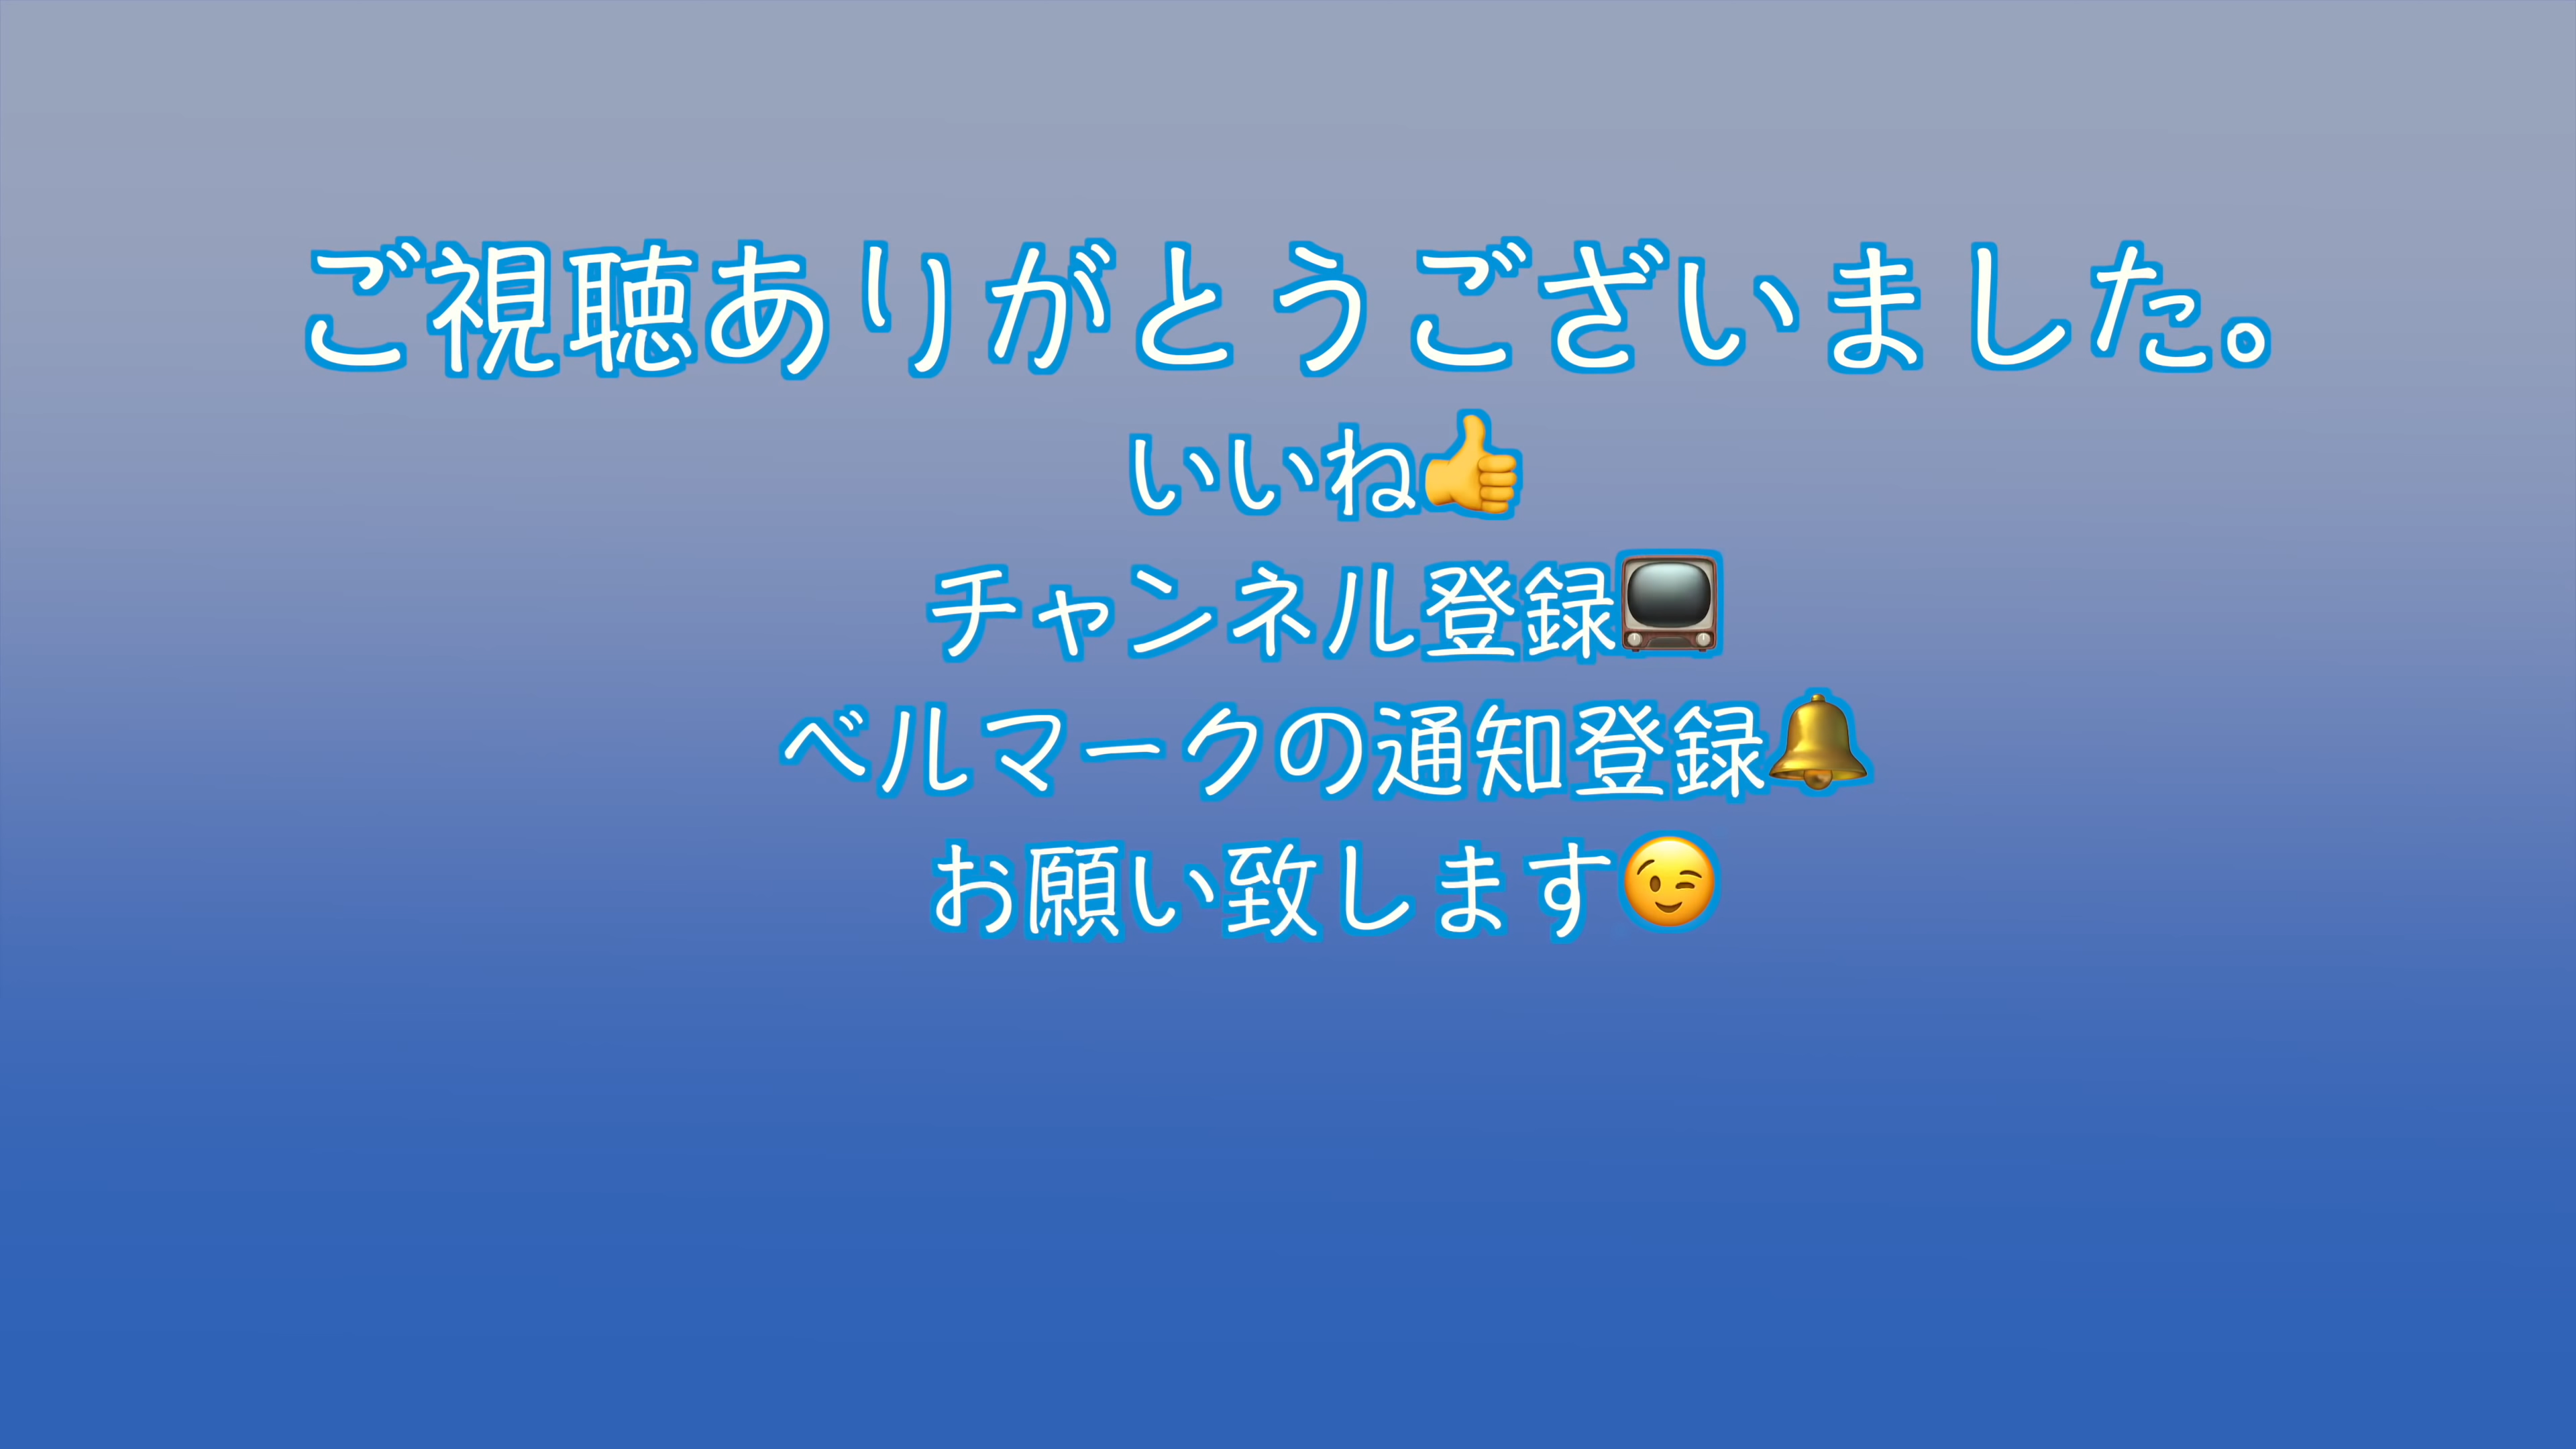 ご視聴ありがとうございました。
いいね👍
チャンネル登録📺
ベルマークの通知登録🔔
お願い致します😉